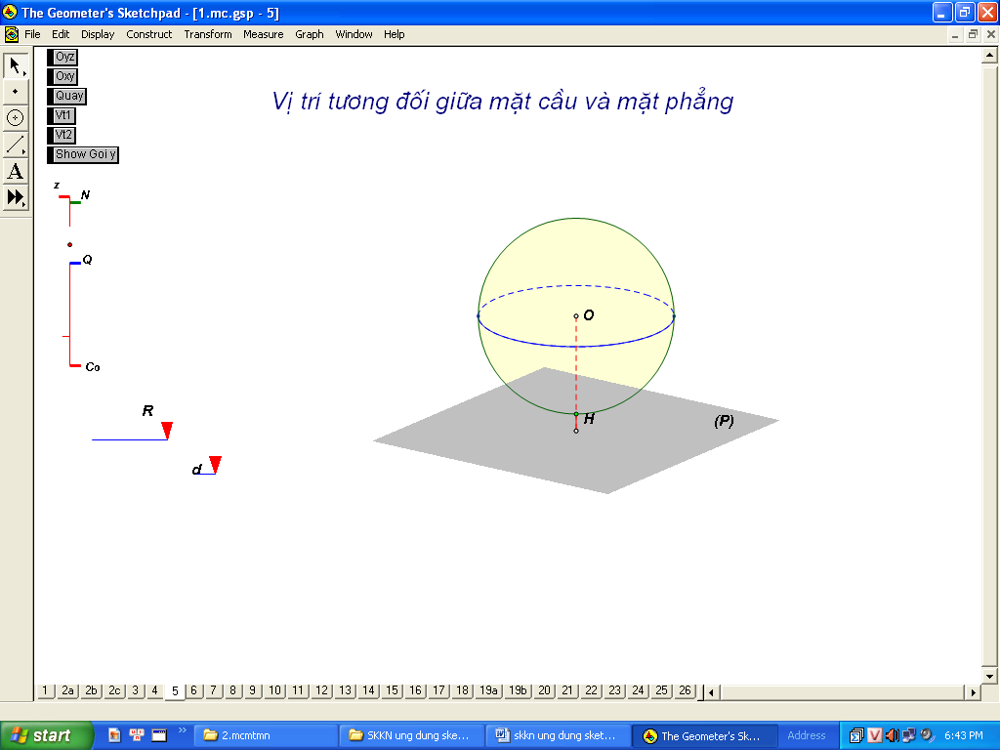 The Geometer's Sketchpad - [1.mc.gsp - 5]
File Edit Display Construct Transform Measure Graph Window Help
Oyz
Oxy
Quay
Vt1
Vt2
Show Goi y
Vị trí tương đối giữa mặt cầu và mặt phẳng
A
z
N
Q
Co
O
H
(P)
R
d
1 2a 2b 2c 3 4 5 6 7 8 9 10 11 12 13 14 15 16 17 18 19a 19b 20 21 22 23 24 25 26
start 2.mcmtmn SKKN ung dung ske... skkn ung dung sket... The Geometer's Sk... Address 6:43 PM